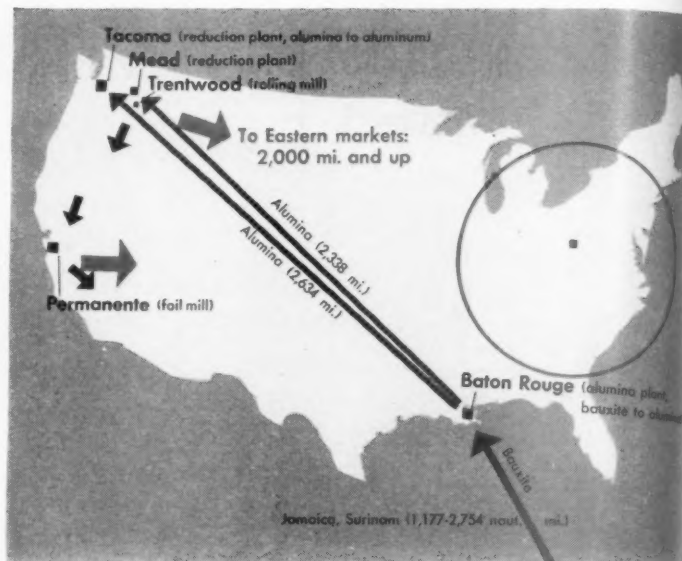 Tacoma (reduction plant, alumina to aluminum)
Mead (reduction plant)
Trentwood (rolling mill)
To Eastern markets:
2,000 mi. and up
Alumina (2,338 mi.)
Alumina (2,634 mi.)
Permanente (foil mill)
Baton Rouge (alumina plant,
bauxite to
Bauxite
Jamaica, Surinam (1,177-2,754 naut. mi.)